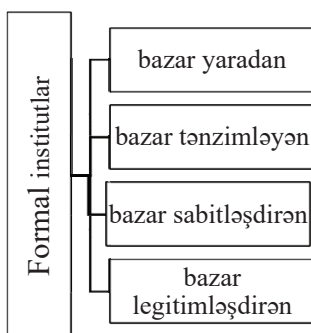 Formal institutlar
bazar yaradan
bazar tənzimləyən
bazar sabitləşdirən
bazar
legitimləşdirən